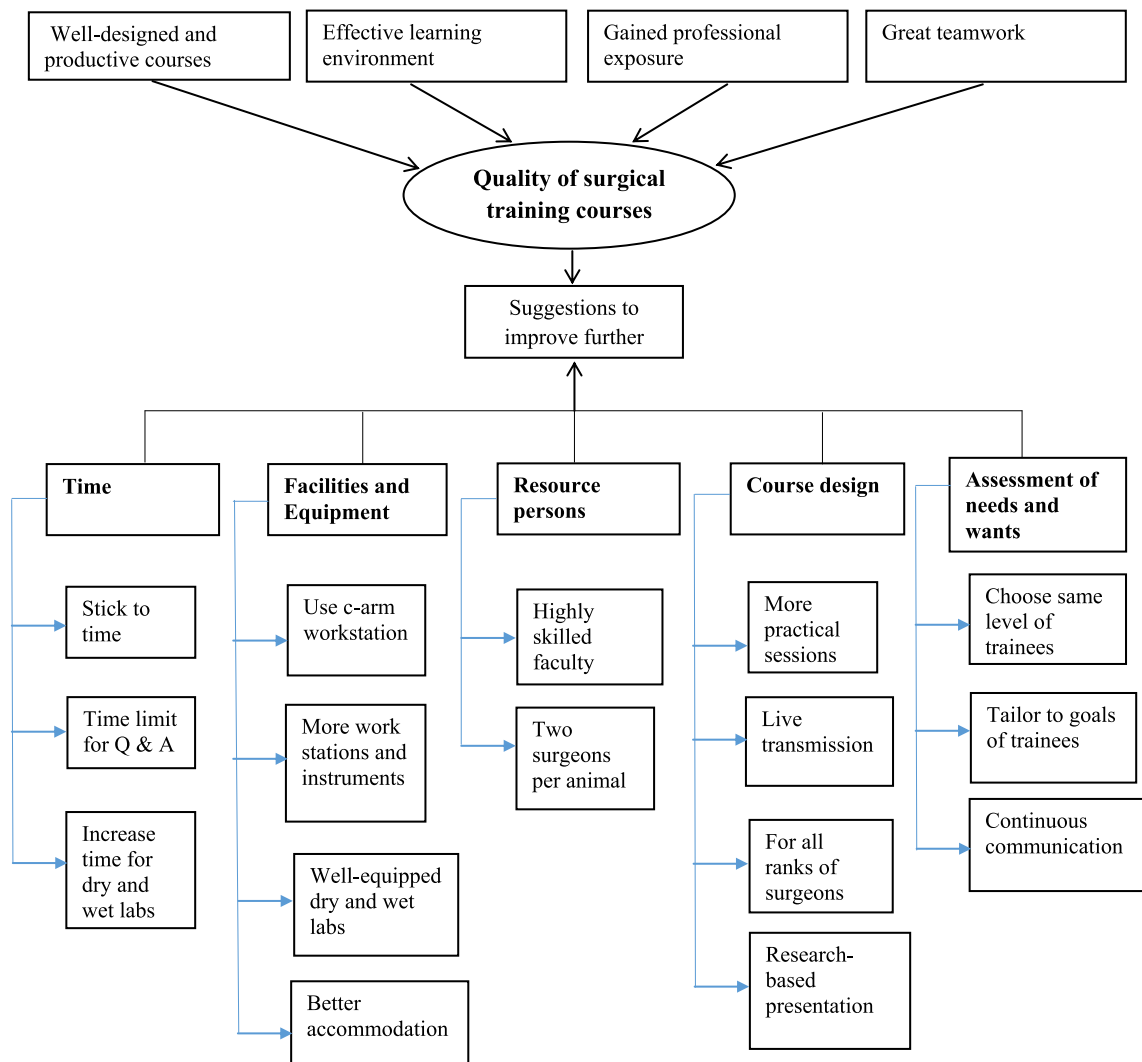 Well-designed and
productive courses
Effective learning
environment
Gained professional
exposure
Great teamwork
Quality of surgical
training courses
Suggestions to
improve further
Time
Facilities and
Equipment
Resource
persons
Course design
Assessment of
needs and
wants
Stick to
time
Time limit
for Q & A
Increase
time for
dry and
wet labs
Use c-arm
workstation
More work
stations and
instruments
Well-equipped
dry and wet
labs
Better
accommodation
Highly
skilled
faculty
Two
surgeons
per animal
More
practical
sessions
Live
transmission
For all
ranks of
surgeons
Research-
based
presentation
Choose same
level of
trainees
Tailor to goals
of trainees
Continuous
communication